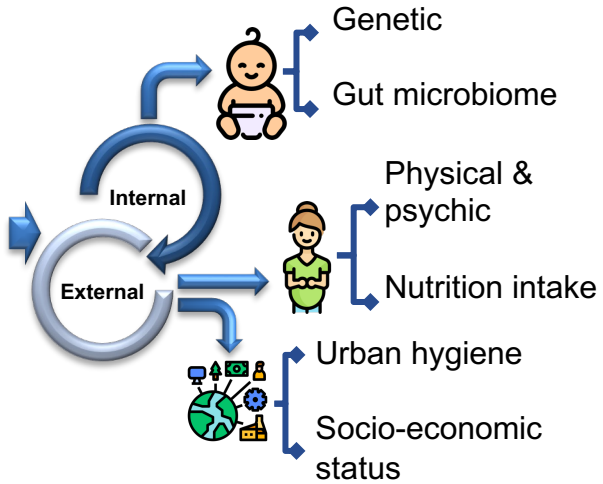 Genetic
Gut microbiome
Internal
Physical &
psychic
External
Nutrition intake
Urban hygiene
Socio-economic
status